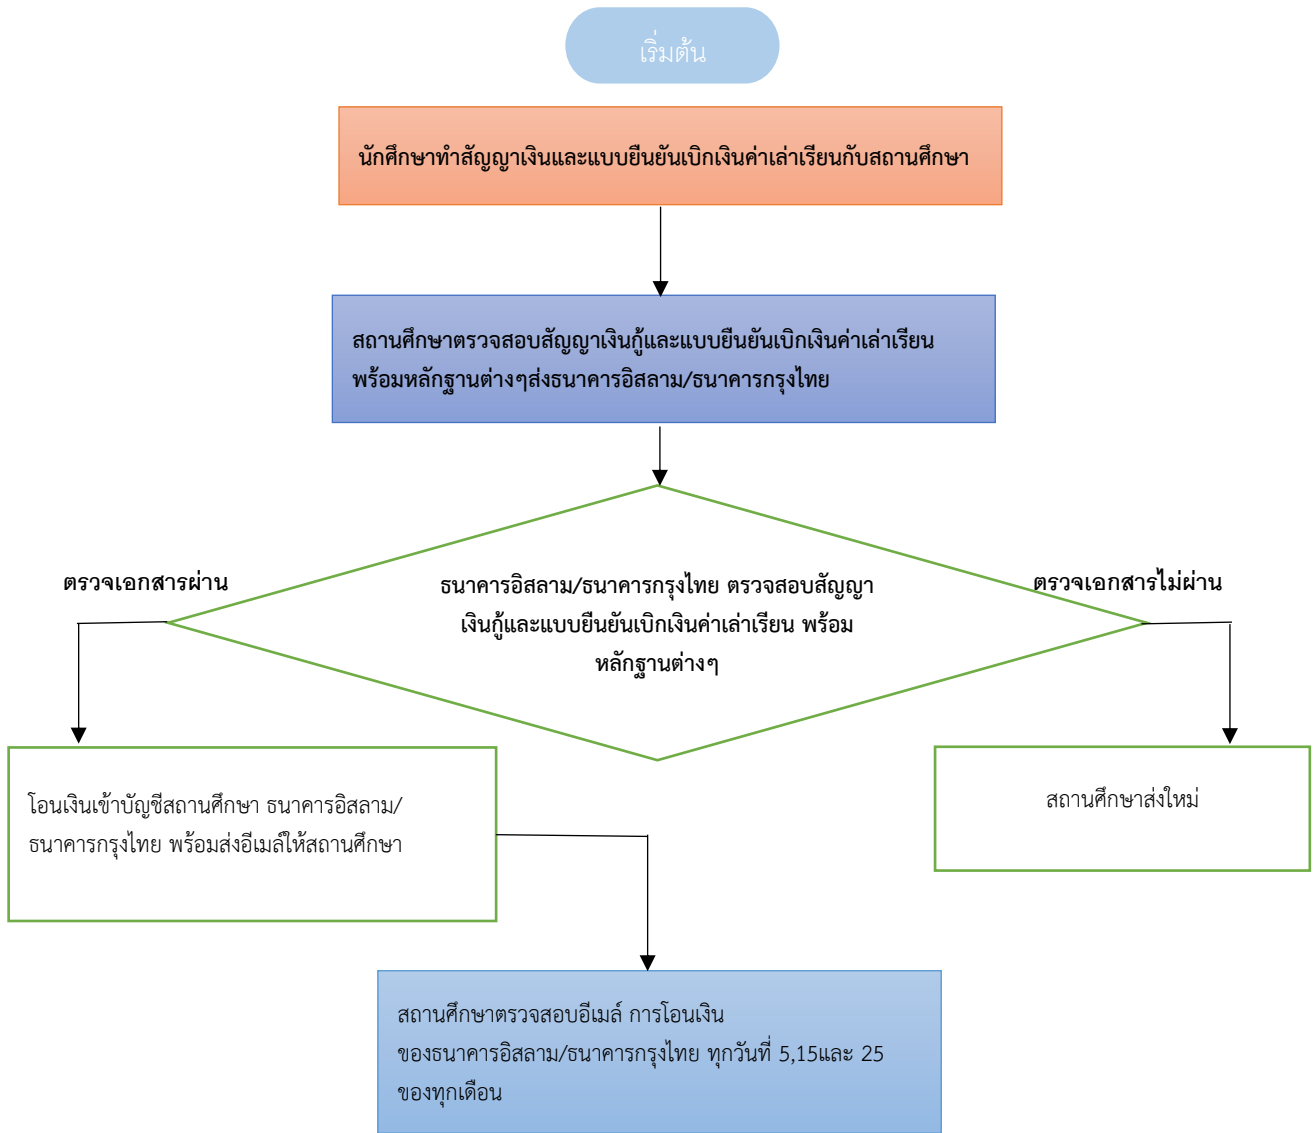 เริ่มต้น
นักศึกษาทำสัญญาเงินและแบบยืนยันเบิกเงินค่าเล่าเรียนกับสถานศึกษา
สถานศึกษาตรวจสอบสัญญาเงินกู้และแบบยืนยันเบิกเงินค่าเล่าเรียน
พร้อมหลักฐานต่างๆส่งธนาคารอิสลาม/ธนาคารกรุงไทย
ธนาคารอิสลาม/ธนาคารกรุงไทย ตรวจสอบสัญญา
เงินกู้และแบบยืนยันเบิกเงินค่าเล่าเรียน พร้อม
หลักฐานต่างๆ
ตรวจเอกสารผ่าน
ตรวจเอกสารไม่ผ่าน
โอนเงินเข้าบัญชีสถานศึกษา ธนาคารอิสลาม/
ธนาคารกรุงไทย พร้อมส่งอีเมล์ให้สถานศึกษา
สถานศึกษาส่งใหม่
สถานศึกษาตรวจสอบอีเมล์ การโอนเงิน
ของธนาคารอิสลาม/ธนาคารกรุงไทย ทุกวันที่ 5,15และ 25
ของทุกเดือน